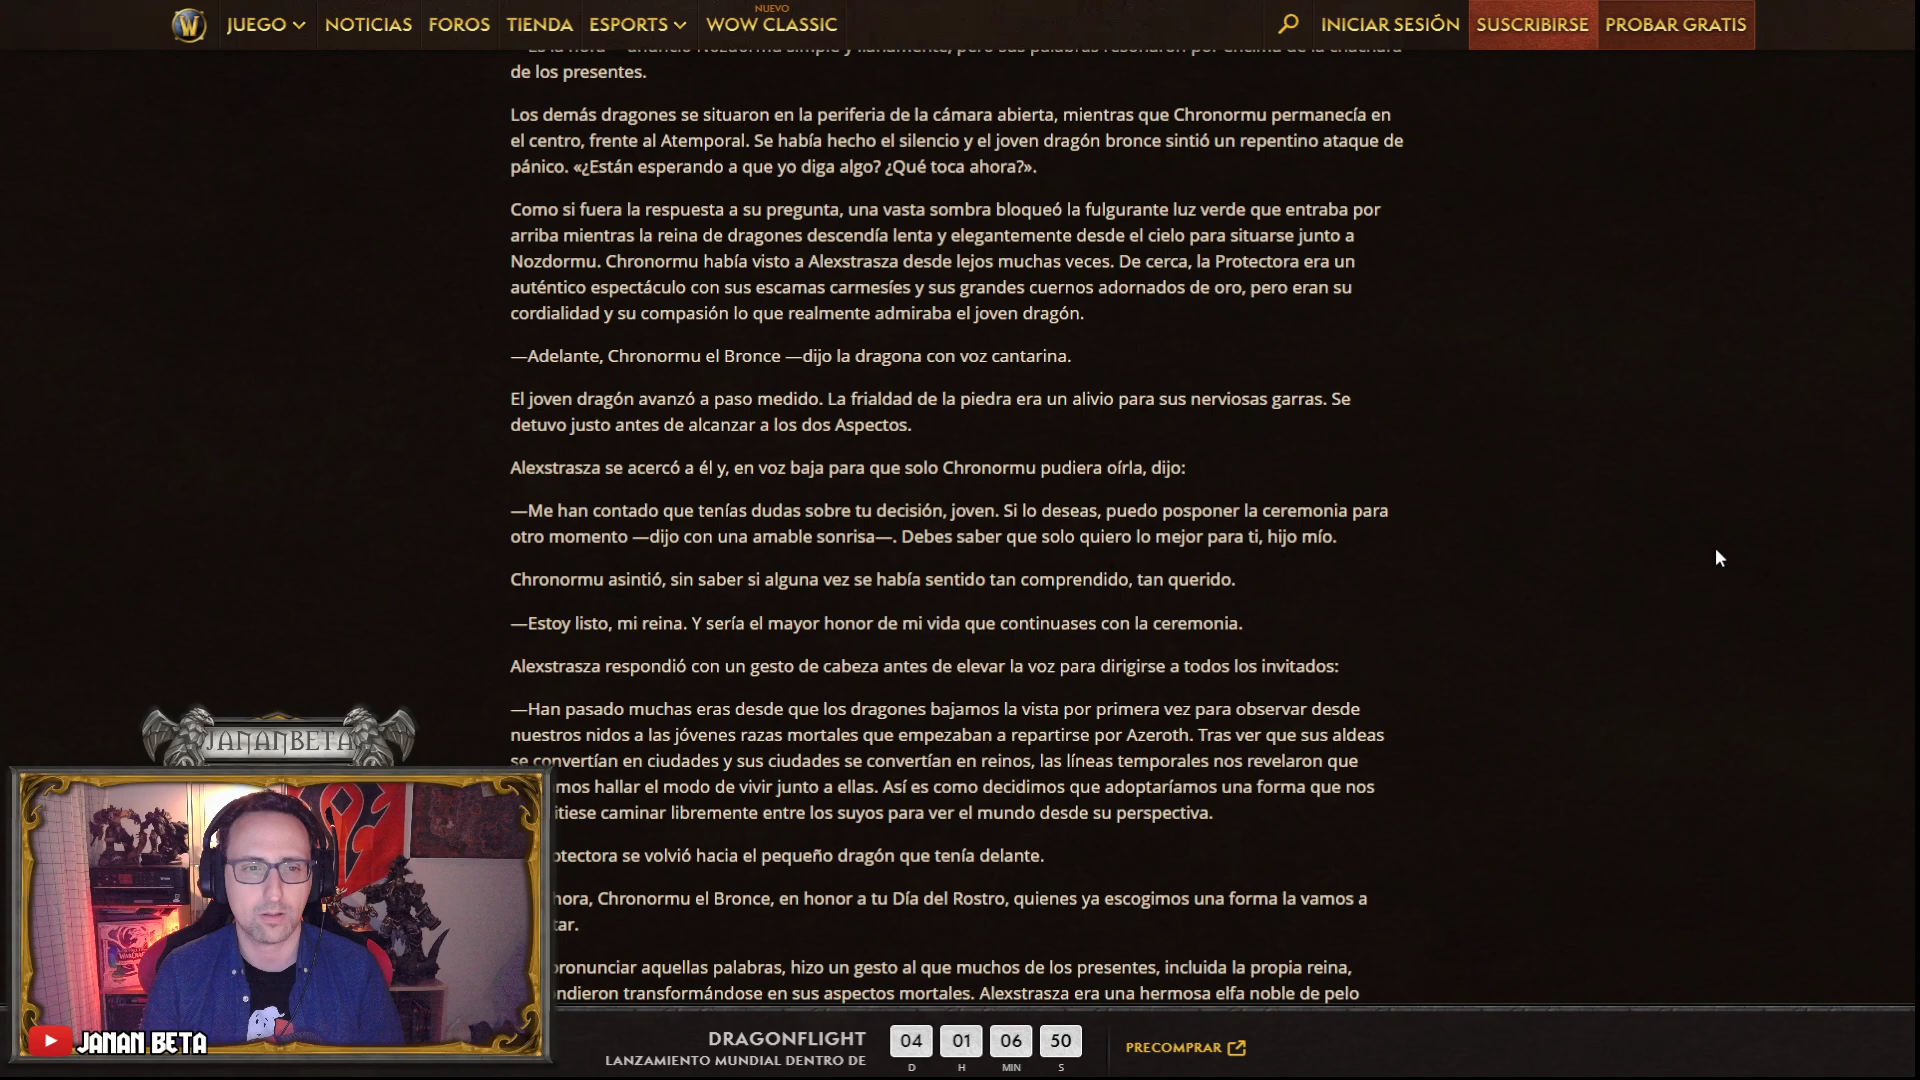 JUEGO
NOTICIAS
FOROS
TIENDA
ESPORTS
NUEVO
WOW CLASSIC
INICIAR SESIÓN
SUSCRIBIRSE
PROBAR GRATIS
de los presentes.
Los demás dragones se situaron en la periferia de la cámara abierta, mientras que Chronormu permanecía en
el centro, frente al Atemporal. Se había hecho el silencio y el joven dragón bronce sintió un repentino ataque de
pánico. «¿Están esperando a que yo diga algo? ¿Qué toca ahora?».
Como si fuera la respuesta a su pregunta, una vasta sombra bloqueó la fulgurante luz verde que entraba por
arriba mientras la reina de dragones descendía lenta y elegantemente desde el cielo para situarse junto a
Nozdormu. Chronormu había visto a Alexstrasza desde lejos muchas veces. De cerca, la Protectora era un
auténtico espectáculo con sus escamas carmesíes y sus grandes cuernos adornados de oro, pero eran su
cordialidad y su compasión lo que realmente admiraba el joven dragón.
—Adelante, Chronormu el Bronce —dijo la dragona con voz cantarina.
El joven dragón avanzó a paso medido. La frialdad de la piedra era un alivio para sus nerviosas garras. Se
detuvo justo antes de alcanzar a los dos Aspectos.
Alexstrasza se acercó a él y, en voz baja para que solo Chronormu pudiera oírla, dijo:
—Me han contado que tenías dudas sobre tu decisión, joven. Si lo deseas, puedo posponer la ceremonia para
otro momento —dijo con una amable sonrisa—. Debes saber que solo quiero lo mejor para ti, hijo mío.
Chronormu asintió, sin saber si alguna vez se había sentido tan comprendido, tan querido.
—Estoy listo, mi reina. Y sería el mayor honor de mi vida que continuases con la ceremonia.
Alexstrasza respondió con un gesto de cabeza antes de elevar la voz para dirigirse a todos los invitados:
—Han pasado muchas eras desde que los dragones bajamos la vista por primera vez para observar desde
nuestros nidos a las jóvenes razas mortales que empezaban a repartirse por Azeroth. Tras ver que sus aldeas
se convertían en ciudades y sus ciudades se convertían en reinos, las líneas temporales nos revelaron que
mos hallar el modo de vivir junto a ellas. Así es como decidimos que adoptaríamos una forma que nos
itiese caminar libremente entre los suyos para ver el mundo desde su perspectiva.
otectora se volvió hacia el pequeño dragón que tenía delante.
hora, Chronormu el Bronce, en honor a tu Día del Rostro, quienes ya escogimos una forma la vamos a
tar.
pronunciar aquellas palabras, hizo un gesto al que muchos de los presentes, incluida la propia reina,
ndieron transformándose en sus aspectos mortales. Alexstrasza era una hermosa elfa noble de pelo
JANANBETA
JANAN BETA
DRAGONFLIGHT
LANZAMIENTO MUNDIAL DENTRO DE
04 01 06 50
D H MIN S
PRECOMPRAR